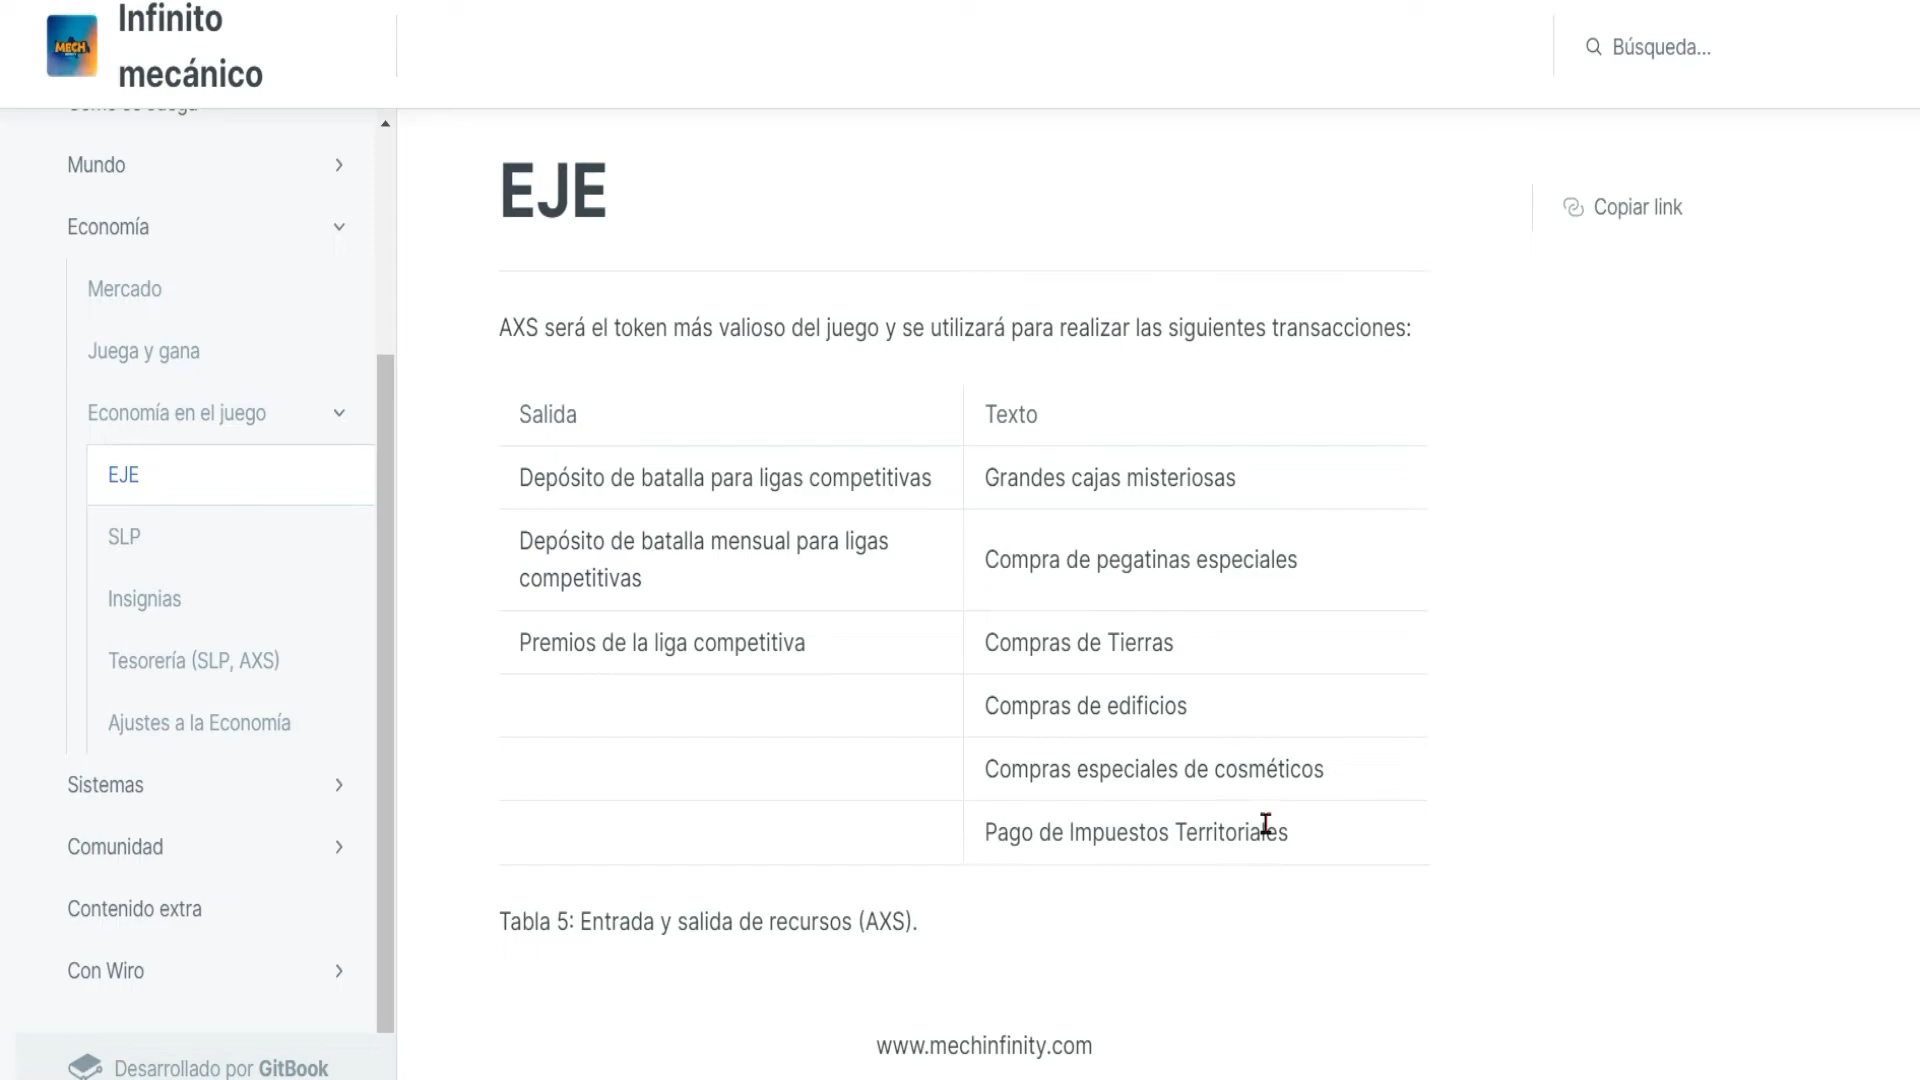 Infinito
mecánico
MECH
Búsqueda...
Mundo
Economía
Mercado
Juega y gana
Economía en el juego
EJE
SLP
Insignias
Tesorería (SLP, AXS)
Ajustes a la Economía
Sistemas
Comunidad
Contenido extra
Con Wiro
Desarrollado por GitBook
EJE
Copiar link
AXS será el token más valioso del juego y se utilizará para realizar las siguientes transacciones:
Salida Texto
Depósito de batalla para ligas competitivas Grandes cajas misteriosas
Depósito de batalla mensual para ligas
competitivas
Compra de pegatinas especiales
Premios de la liga competitiva Compras de Tierras
Compras de edificios
Compras especiales de cosméticos
Pago de Impuestos Territoriales
Tabla 5: Entrada y salida de recursos (AXS).
www.mechinfinity.com